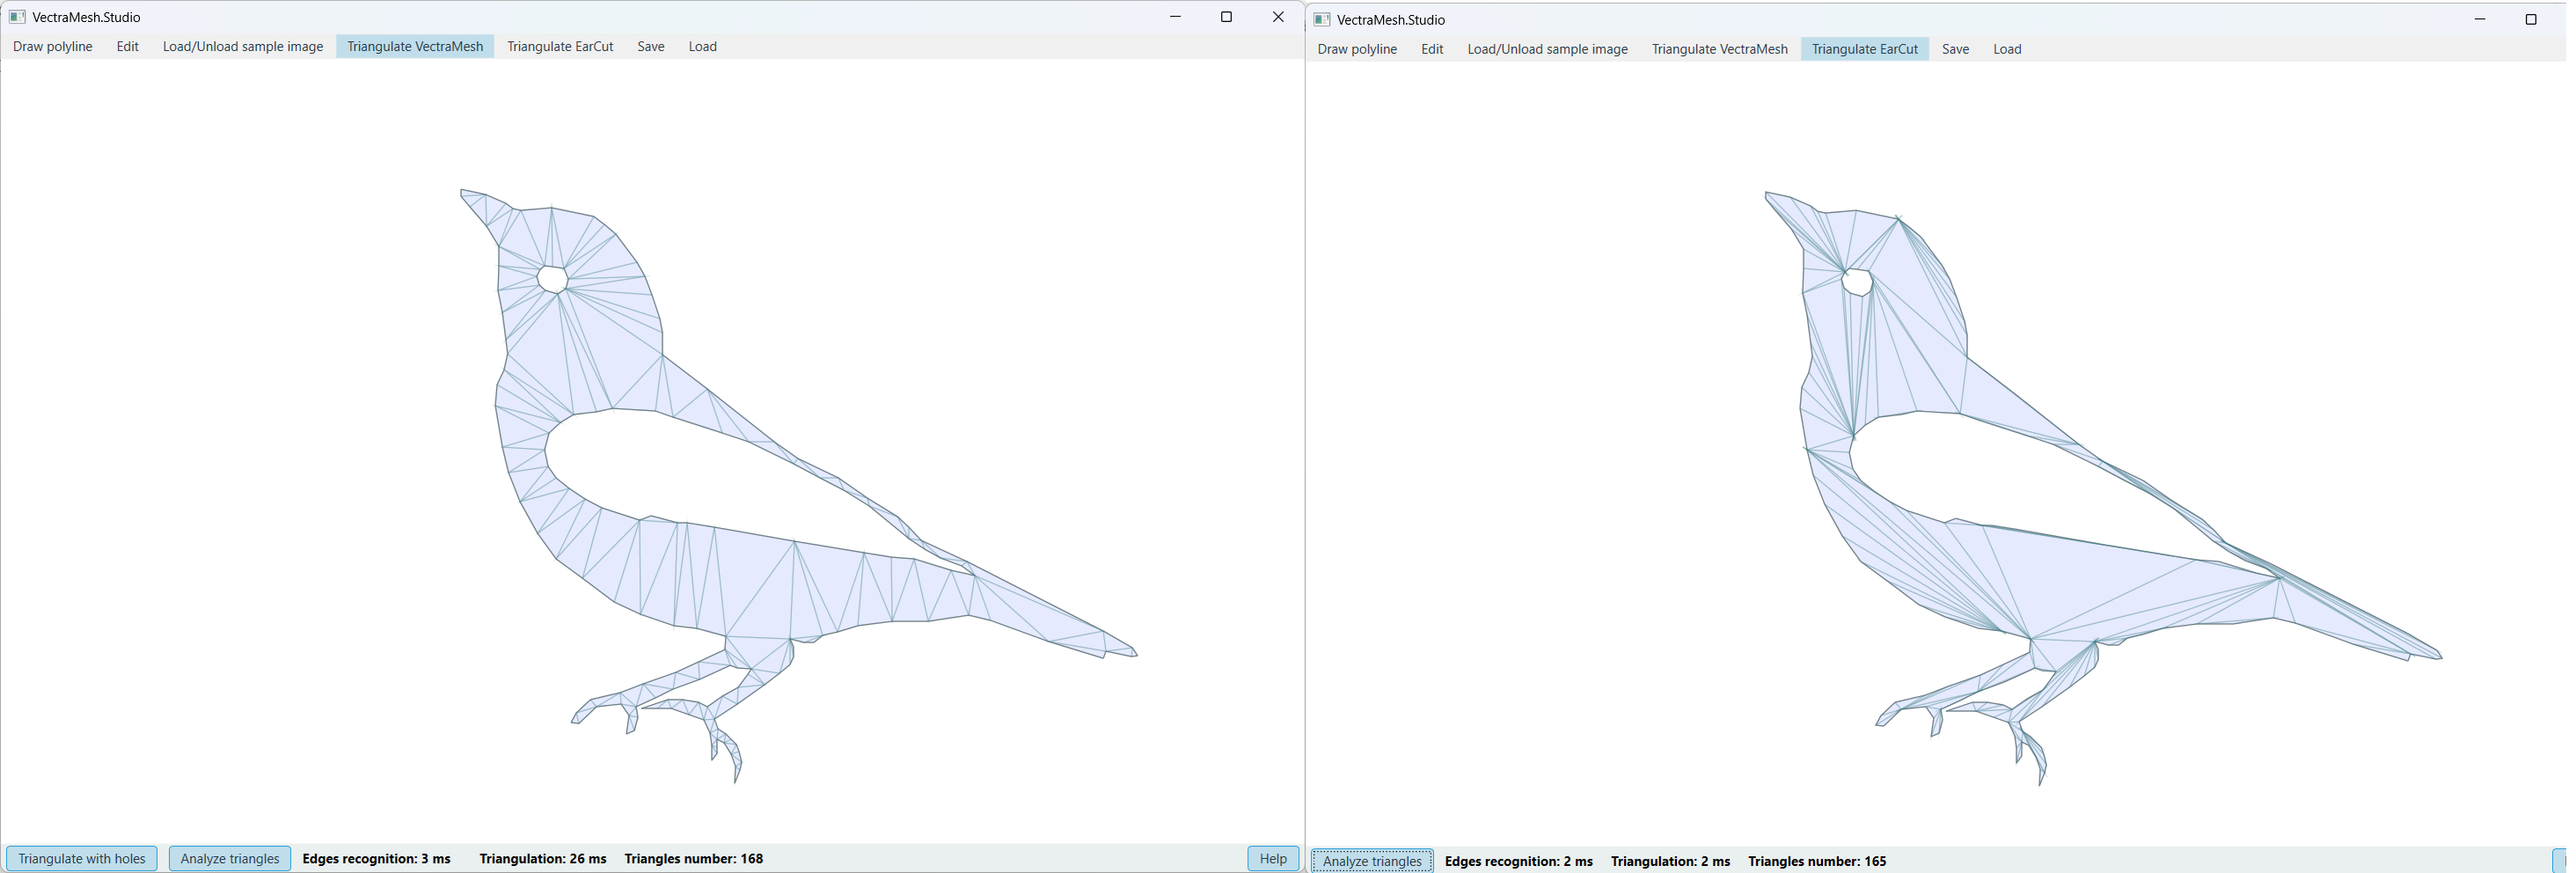 VectraMesh.Studio
Draw polyline Edit Load/Unload sample image Triangulate VectraMesh Triangulate EarCut Save Load
Triangulate with holes Analyze triangles Edges recognition: 3 ms Triangulation: 26 ms Triangles number: 168 Help
VectraMesh.Studio
Draw polyline Edit Load/Unload sample image Triangulate VectraMesh Triangulate EarCut Save Load
Analyze triangles Edges recognition: 2 ms Triangulation: 2 ms Triangles number: 165